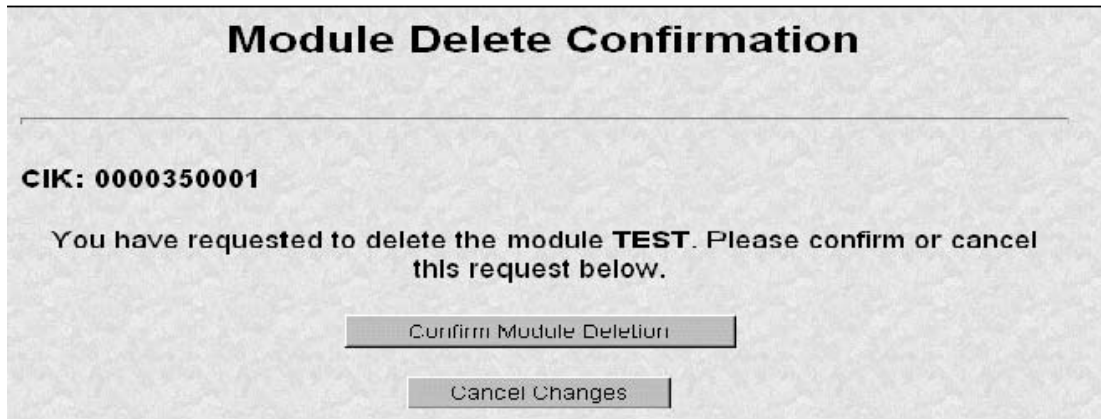 Module Delete Confirmation
CIK: 0000350001
You have requested to delete the module TEST. Please confirm or cancel
this request below.
Confirm Module Deletion
Cancel Changes